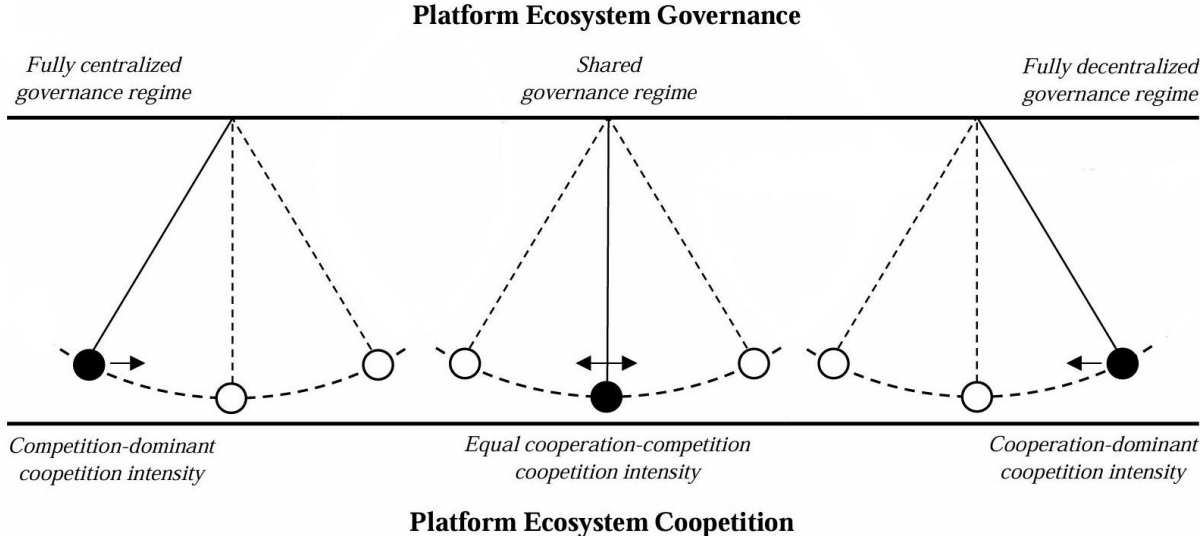 Platform Ecosystem Governance
Fully centralized
governance regime
Shared
governance regime
Fully decentralized
governance regime
Competition-dominant
coopetition intensity
Equal cooperation-competition
coopetition intensity
Cooperation-dominant
coopetition intensity
Platform Ecosystem Coopetition